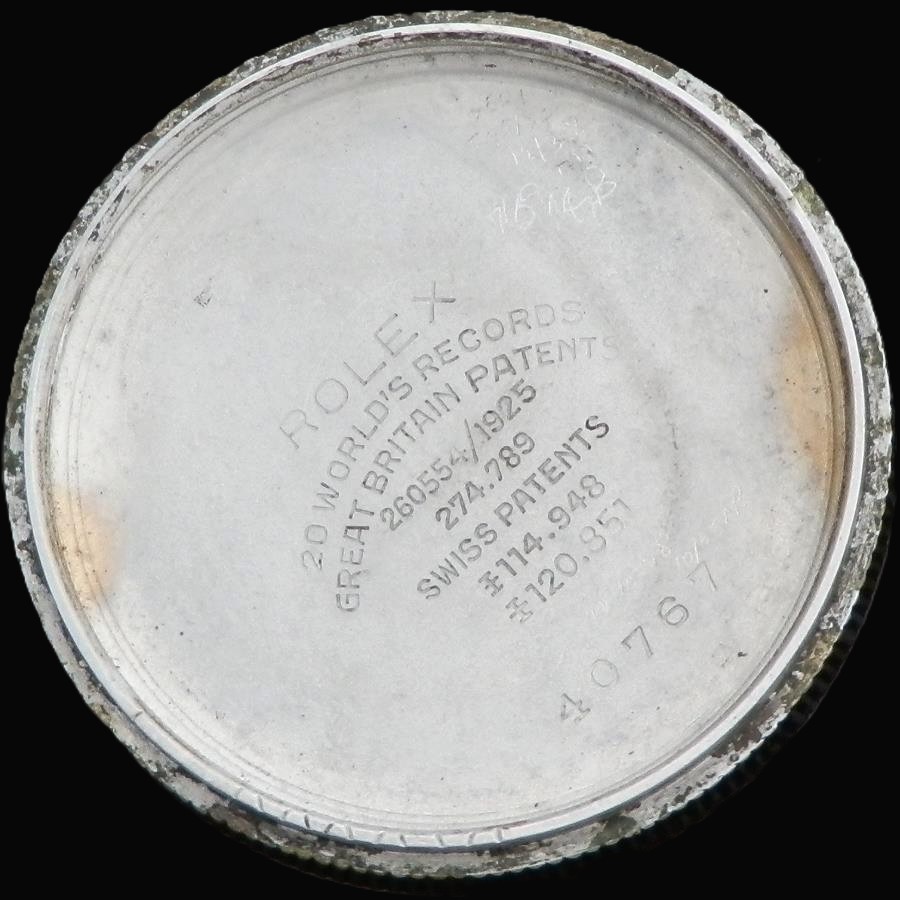 ROLEX
20 WORLD'S RECORDS
GREAT BRITAIN PATENTS
260554/1925
274.789
SWISS PATENTS
✚114.948
✚120.851
40767